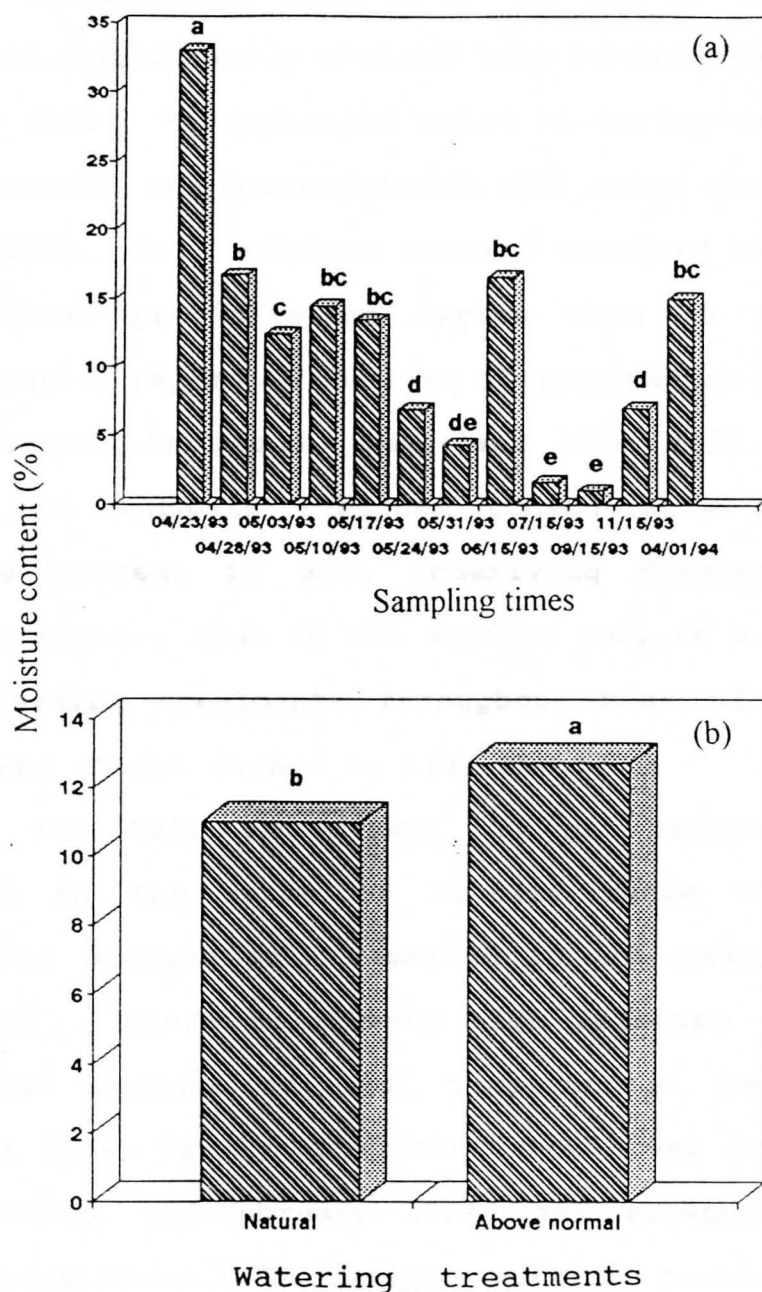 (a)
35
30
25
20
15
10
5
0
a
b
c
bc
bc
d
de
bc
e
e
d
bc
04/23/93 05/03/93 05/17/93 05/31/93 07/15/93 11/15/93
04/28/93 05/10/93 05/24/93 06/15/93 09/15/93 04/01/94
Sampling times
Moisture content (%)
(b)
14
12
10
8
6
4
2
0
b
a
Natural Above normal
Watering treatments